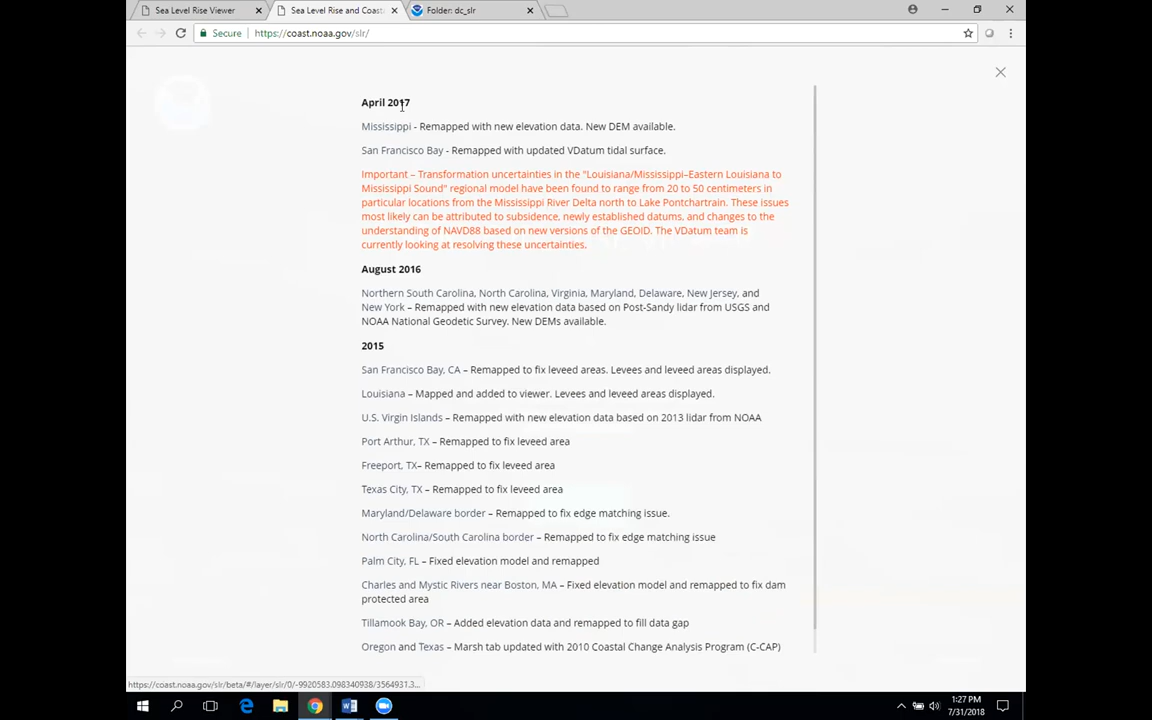 Sea Level Rise Viewer
Sea Level Rise and Coasta
Folder: dc_slr
Secure https://coast.noaa.gov/slr/
April 2017
Mississippi - Remapped with new elevation data. New DEM available.
San Francisco Bay - Remapped with updated VDatum tidal surface.
Important – Transformation uncertainties in the "Louisiana/Mississippi–Eastern Louisiana to
Mississippi Sound" regional model have been found to range from 20 to 50 centimeters in
particular locations from the Mississippi River Delta north to Lake Pontchartrain. These issues
most likely can be attributed to subsidence, newly established datums, and changes to the
understanding of NAVD88 based on new versions of the GEOID. The VDatum team is
currently looking at resolving these uncertainties.
August 2016
Northern South Carolina, North Carolina, Virginia, Maryland, Delaware, New Jersey, and
New York – Remapped with new elevation data based on Post-Sandy lidar from USGS and
NOAA National Geodetic Survey. New DEMs available.
2015
San Francisco Bay, CA – Remapped to fix leveed areas. Levees and leveed areas displayed.
Louisiana – Mapped and added to viewer. Levees and leveed areas displayed.
U.S. Virgin Islands – Remapped with new elevation data based on 2013 lidar from NOAA
Port Arthur, TX – Remapped to fix leveed area
Freeport, TX– Remapped to fix leveed area
Texas City, TX – Remapped to fix leveed area
Maryland/Delaware border – Remapped to fix edge matching issue.
North Carolina/South Carolina border – Remapped to fix edge matching issue
Palm City, FL – Fixed elevation model and remapped
Charles and Mystic Rivers near Boston, MA – Fixed elevation model and remapped to fix dam
protected area
Tillamook Bay, OR – Added elevation data and remapped to fill data gap
Oregon and Texas – Marsh tab updated with 2010 Coastal Change Analysis Program (C-CAP)
https://coast.noaa.gov/slr/beta/#/layer/slr/0/-9920583.098340938/3564931.3...
1:27 PM
7/31/2018